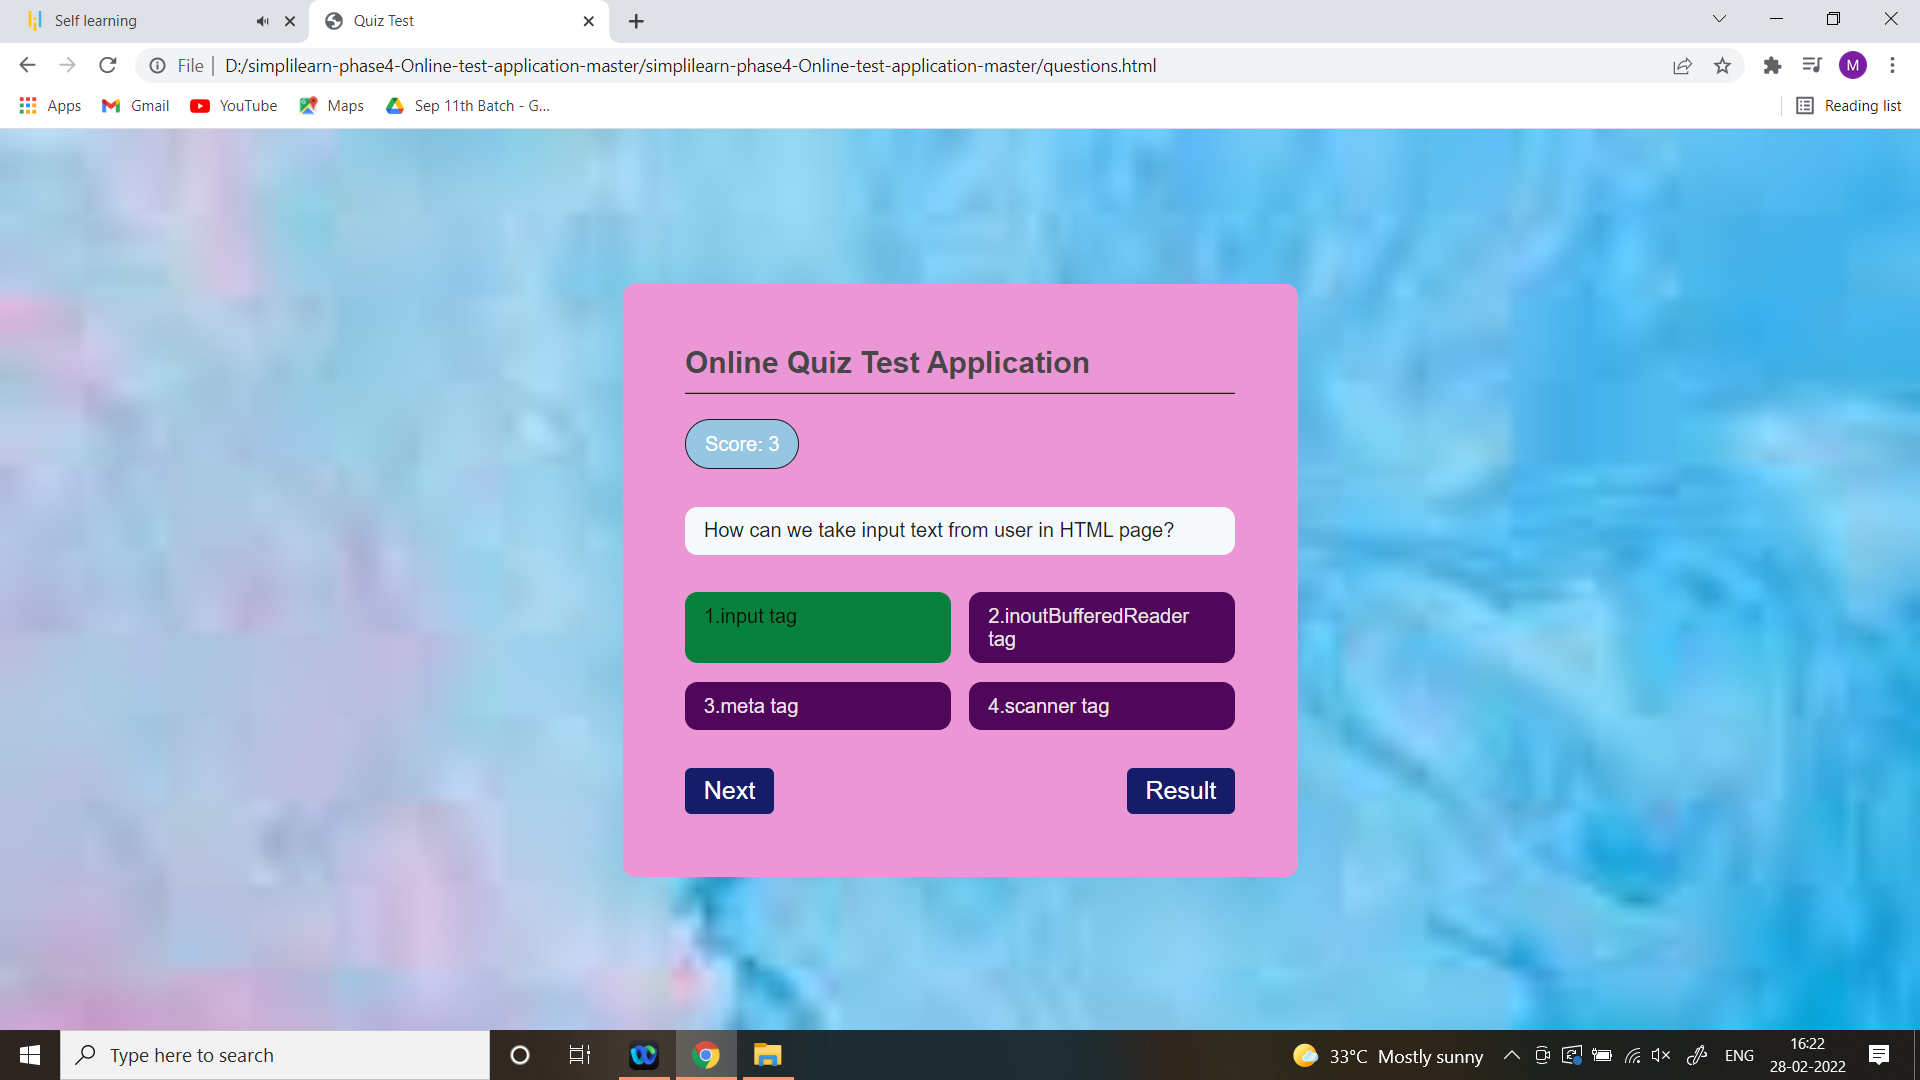 Self learning
Quiz Test
File
D:/simplilearn-phase4-Online-test-application-master/simplilearn-phase4-Online-test-application-master/questions.html
M
Apps
Gmail
YouTube
Maps
Sep 11th Batch - G...
Reading list
Online Quiz Test Application
Score: 3
How can we take input text from user in HTML page?
1.input tag
2.inoutBufferedReader
tag
3.meta tag
4.scanner tag
Next
Result
Type here to search
33°C Mostly sunny
ENG
16:22
28-02-2022